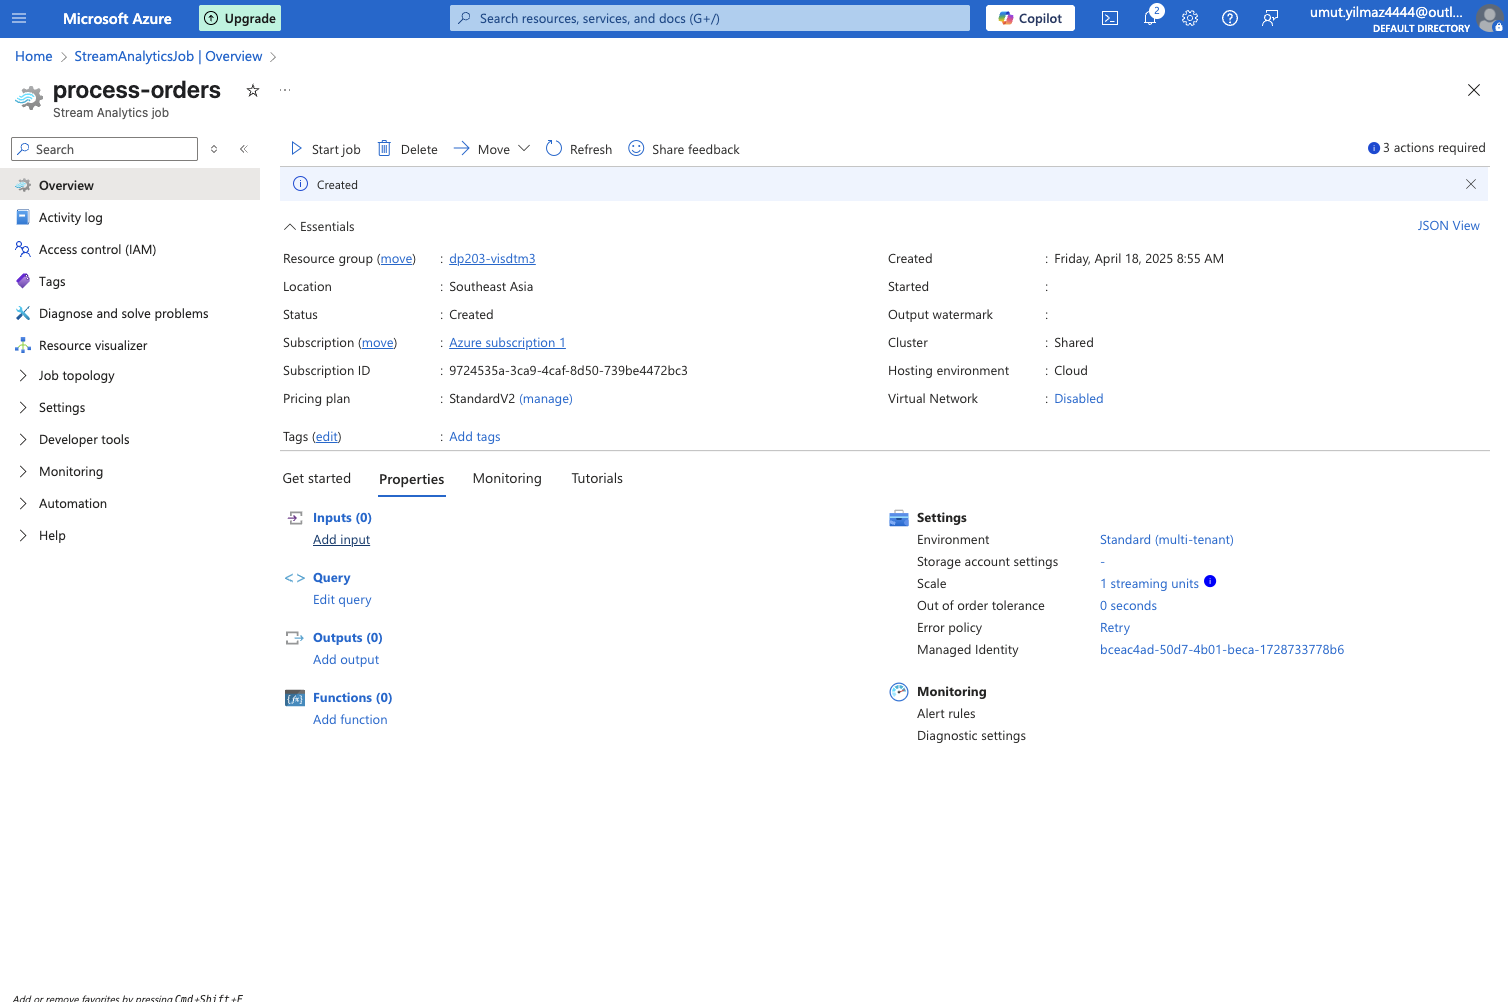 Microsoft Azure
Upgrade
Search resources, services, and docs (G+/)
Copilot
2
umut.yilmaz4444@outl...
DEFAULT DIRECTORY
Home > StreamAnalyticsJob | Overview >
process-orders
...
Stream Analytics job
Search
Start job
Delete
Move
Refresh
Share feedback
3 actions required
Overview
Activity log
Access control (IAM)
Tags
Diagnose and solve problems
Resource visualizer
Job topology
Settings
Developer tools
Monitoring
Automation
Help
Created
Essentials
JSON View
Resource group (move) : dp203-visdtm3
Location : Southeast Asia
Status : Created
Subscription (move) : Azure subscription 1
Subscription ID : 9724535a-3ca9-4caf-8d50-739be4472bc3
Pricing plan : StandardV2 (manage)
Tags (edit) : Add tags
Created : Friday, April 18, 2025 8:55 AM
Started :
Output watermark :
Cluster : Shared
Hosting environment : Cloud
Virtual Network : Disabled
Get started
Properties
Monitoring
Tutorials
Inputs (0)
Add input
Query
Edit query
Outputs (0)
Add output
Functions (0)
Add function
Settings
Environment Standard (multi-tenant)
Storage account settings -
Scale 1 streaming units
Out of order tolerance 0 seconds
Error policy Retry
Managed Identity bceac4ad-50d7-4b01-beca-1728733778b6
Monitoring
Alert rules
Diagnostic settings
Add or remove favorites by pressing Cmd+Shift+F